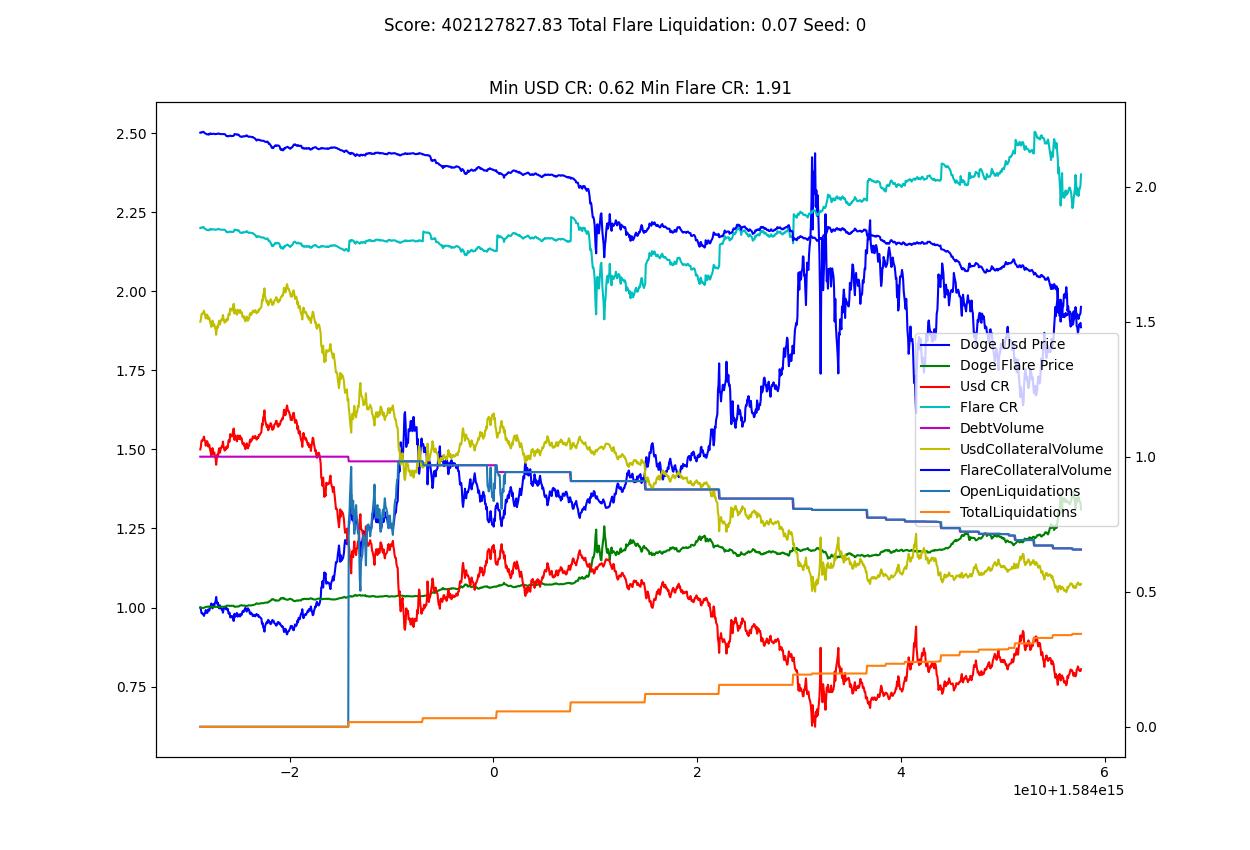 Score: 402127827.83 Total Flare Liquidation: 0.07 Seed: 0
Min USD CR: 0.62 Min Flare CR: 1.91
2.50
2.25
2.00
1.75
1.50
1.25
1.00
0.75
2.0
1.5
1.0
0.5
0.0
Doge Usd Price
Doge Flare Price
Usd CR
Flare CR
DebtVolume
UsdCollateralVolume
FlareCollateralVolume
OpenLiquidations
TotalLiquidations
−2 0 2 4 6
1e10+1.584e15